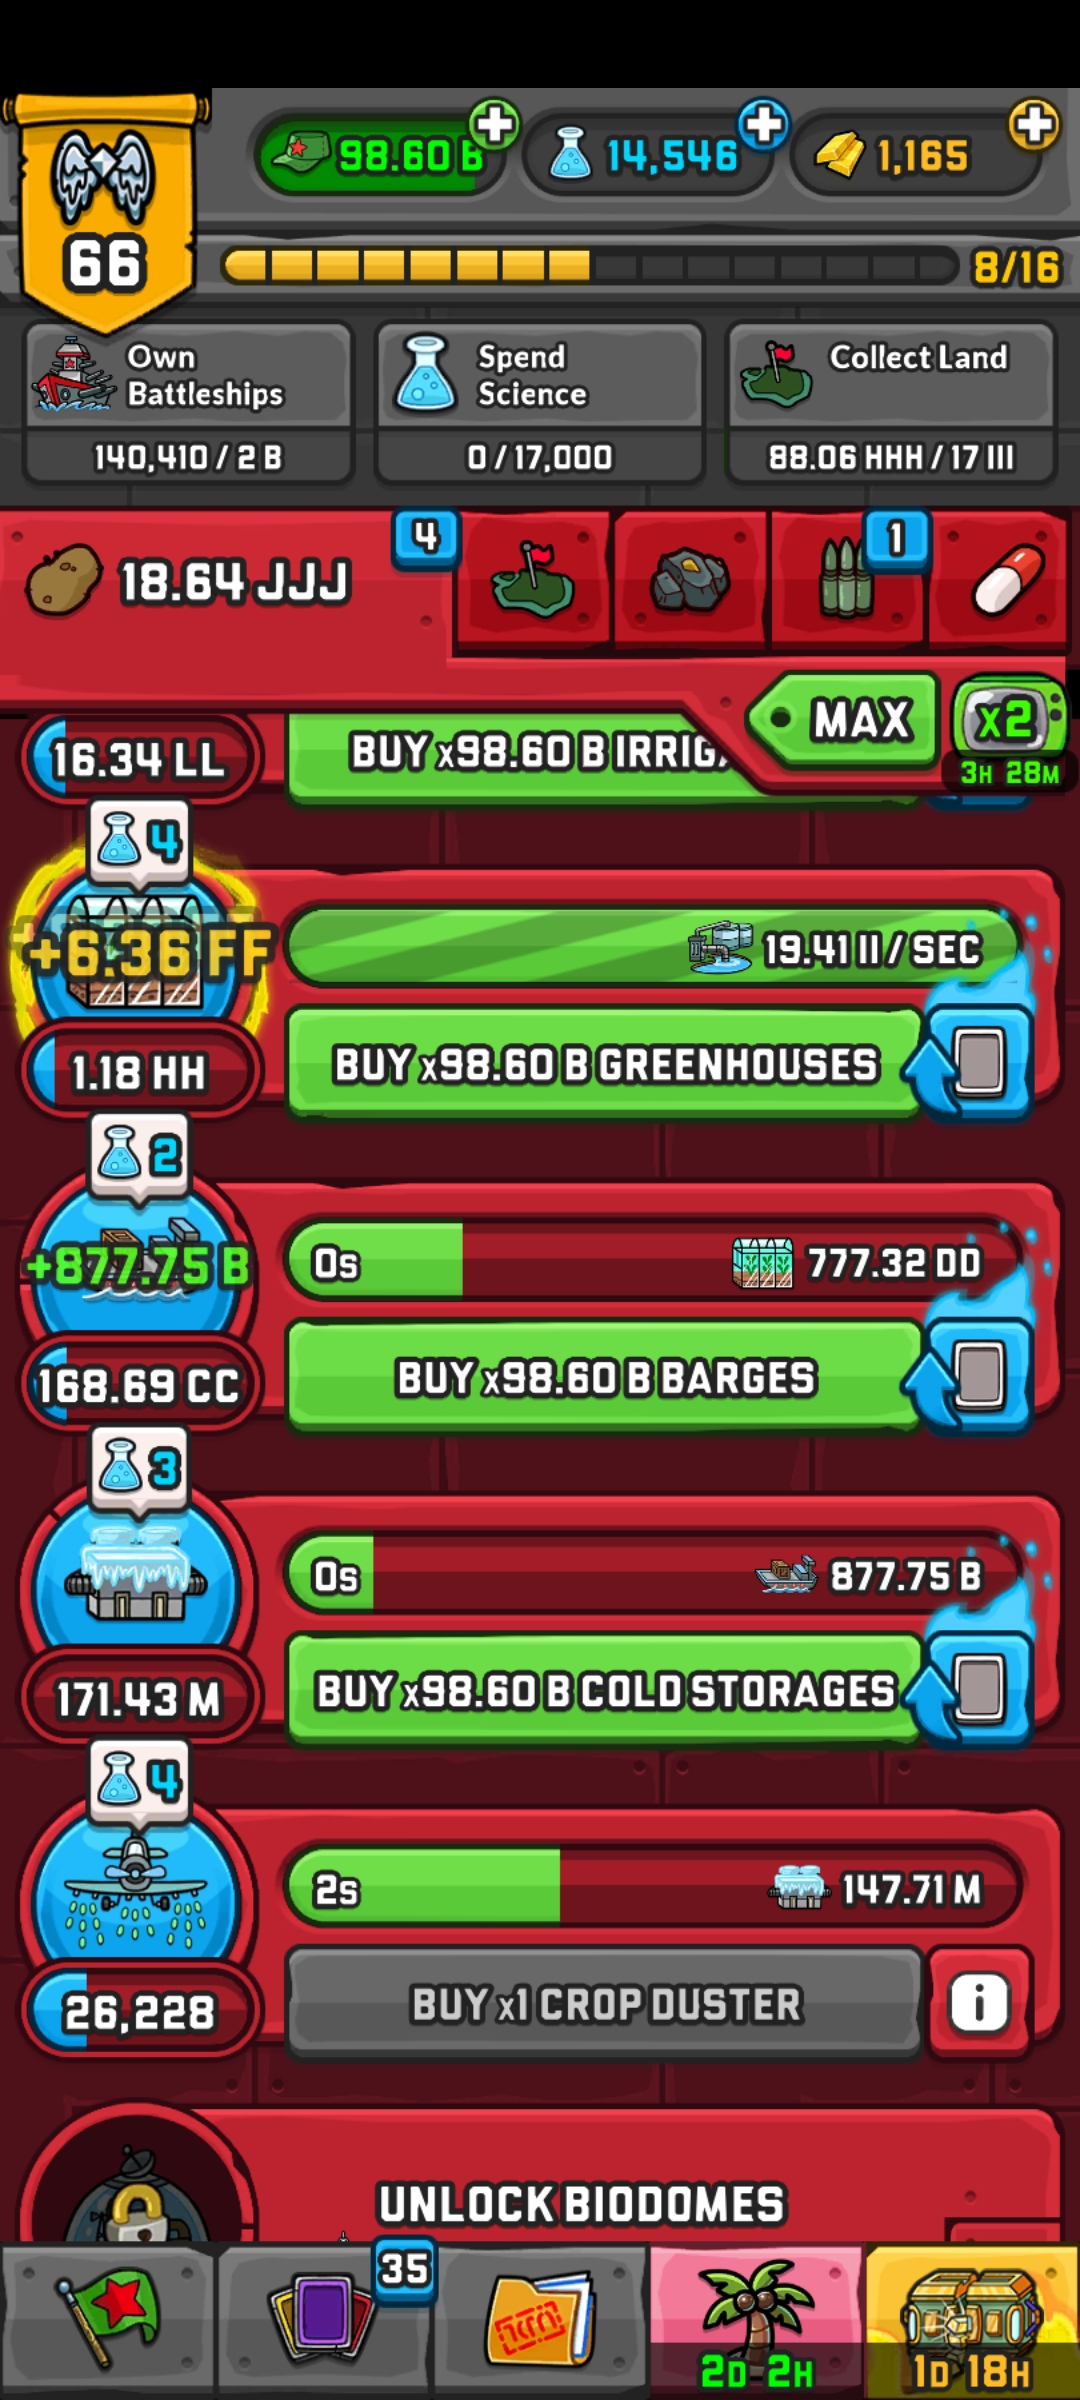 98.60 B
14,546
1,165
66
8/16
Own
Battleships
140,410 / 2 B
Spend
Science
0 / 17,000
Collect Land
88.06 HHH / 17 III
18.64 JJJ
4
1
MAX
x2
3H 28M
16.34 LL
BUY x98.60 B IRRIG
4
+6.36 FF
19.41 II / SEC
1.18 HH
BUY x98.60 B GREENHOUSES
2
+877.75 B
0s
777.32 DD
168.69 CC
BUY x98.60 B BARGES
3
0s
877.75 B
171.43 M
BUY x98.60 B COLD STORAGES
4
2s
147.71 M
26,228
BUY x1 CROP DUSTER
i
UNLOCK BIODOMES
35
2D 2H
1D 18H